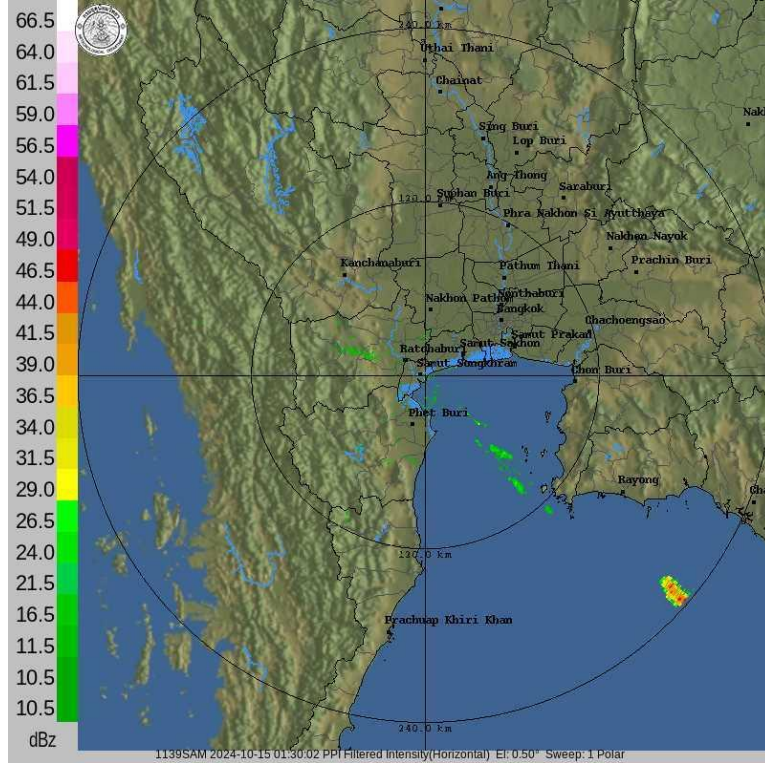 66.5
64.0
61.5
59.0
56.5
54.0
51.5
49.0
46.5
44.0
41.5
39.0
36.5
34.0
31.5
29.0
26.5
24.0
21.5
16.5
11.5
10.5
10.5
dBz
240.0 km
Uthai Thani
Chainat
Sing Buri
Lop Buri
Ang Thong
Saraburi
Suphan Buri
120.0 km
Phra Nakhon Si Ayutthaya
Nakhon Nayok
Prachin Buri
Kanchanaburi
Pathum Thani
Nakhon Pathom
Nonthaburi
Bangkok
Chachoengsao
Samut Prakan
Samut Sakhon
Ratchaburi
Samut Songkhram
Chon Buri
Phet Buri
Rayong
120.0 km
Prachuap Khiri Khan
240.0 km
1139SAM 2024-10-15 01:30:02 PPI Filtered Intensity(Horizontal) El: 0.50° Sweep: 1 Polar